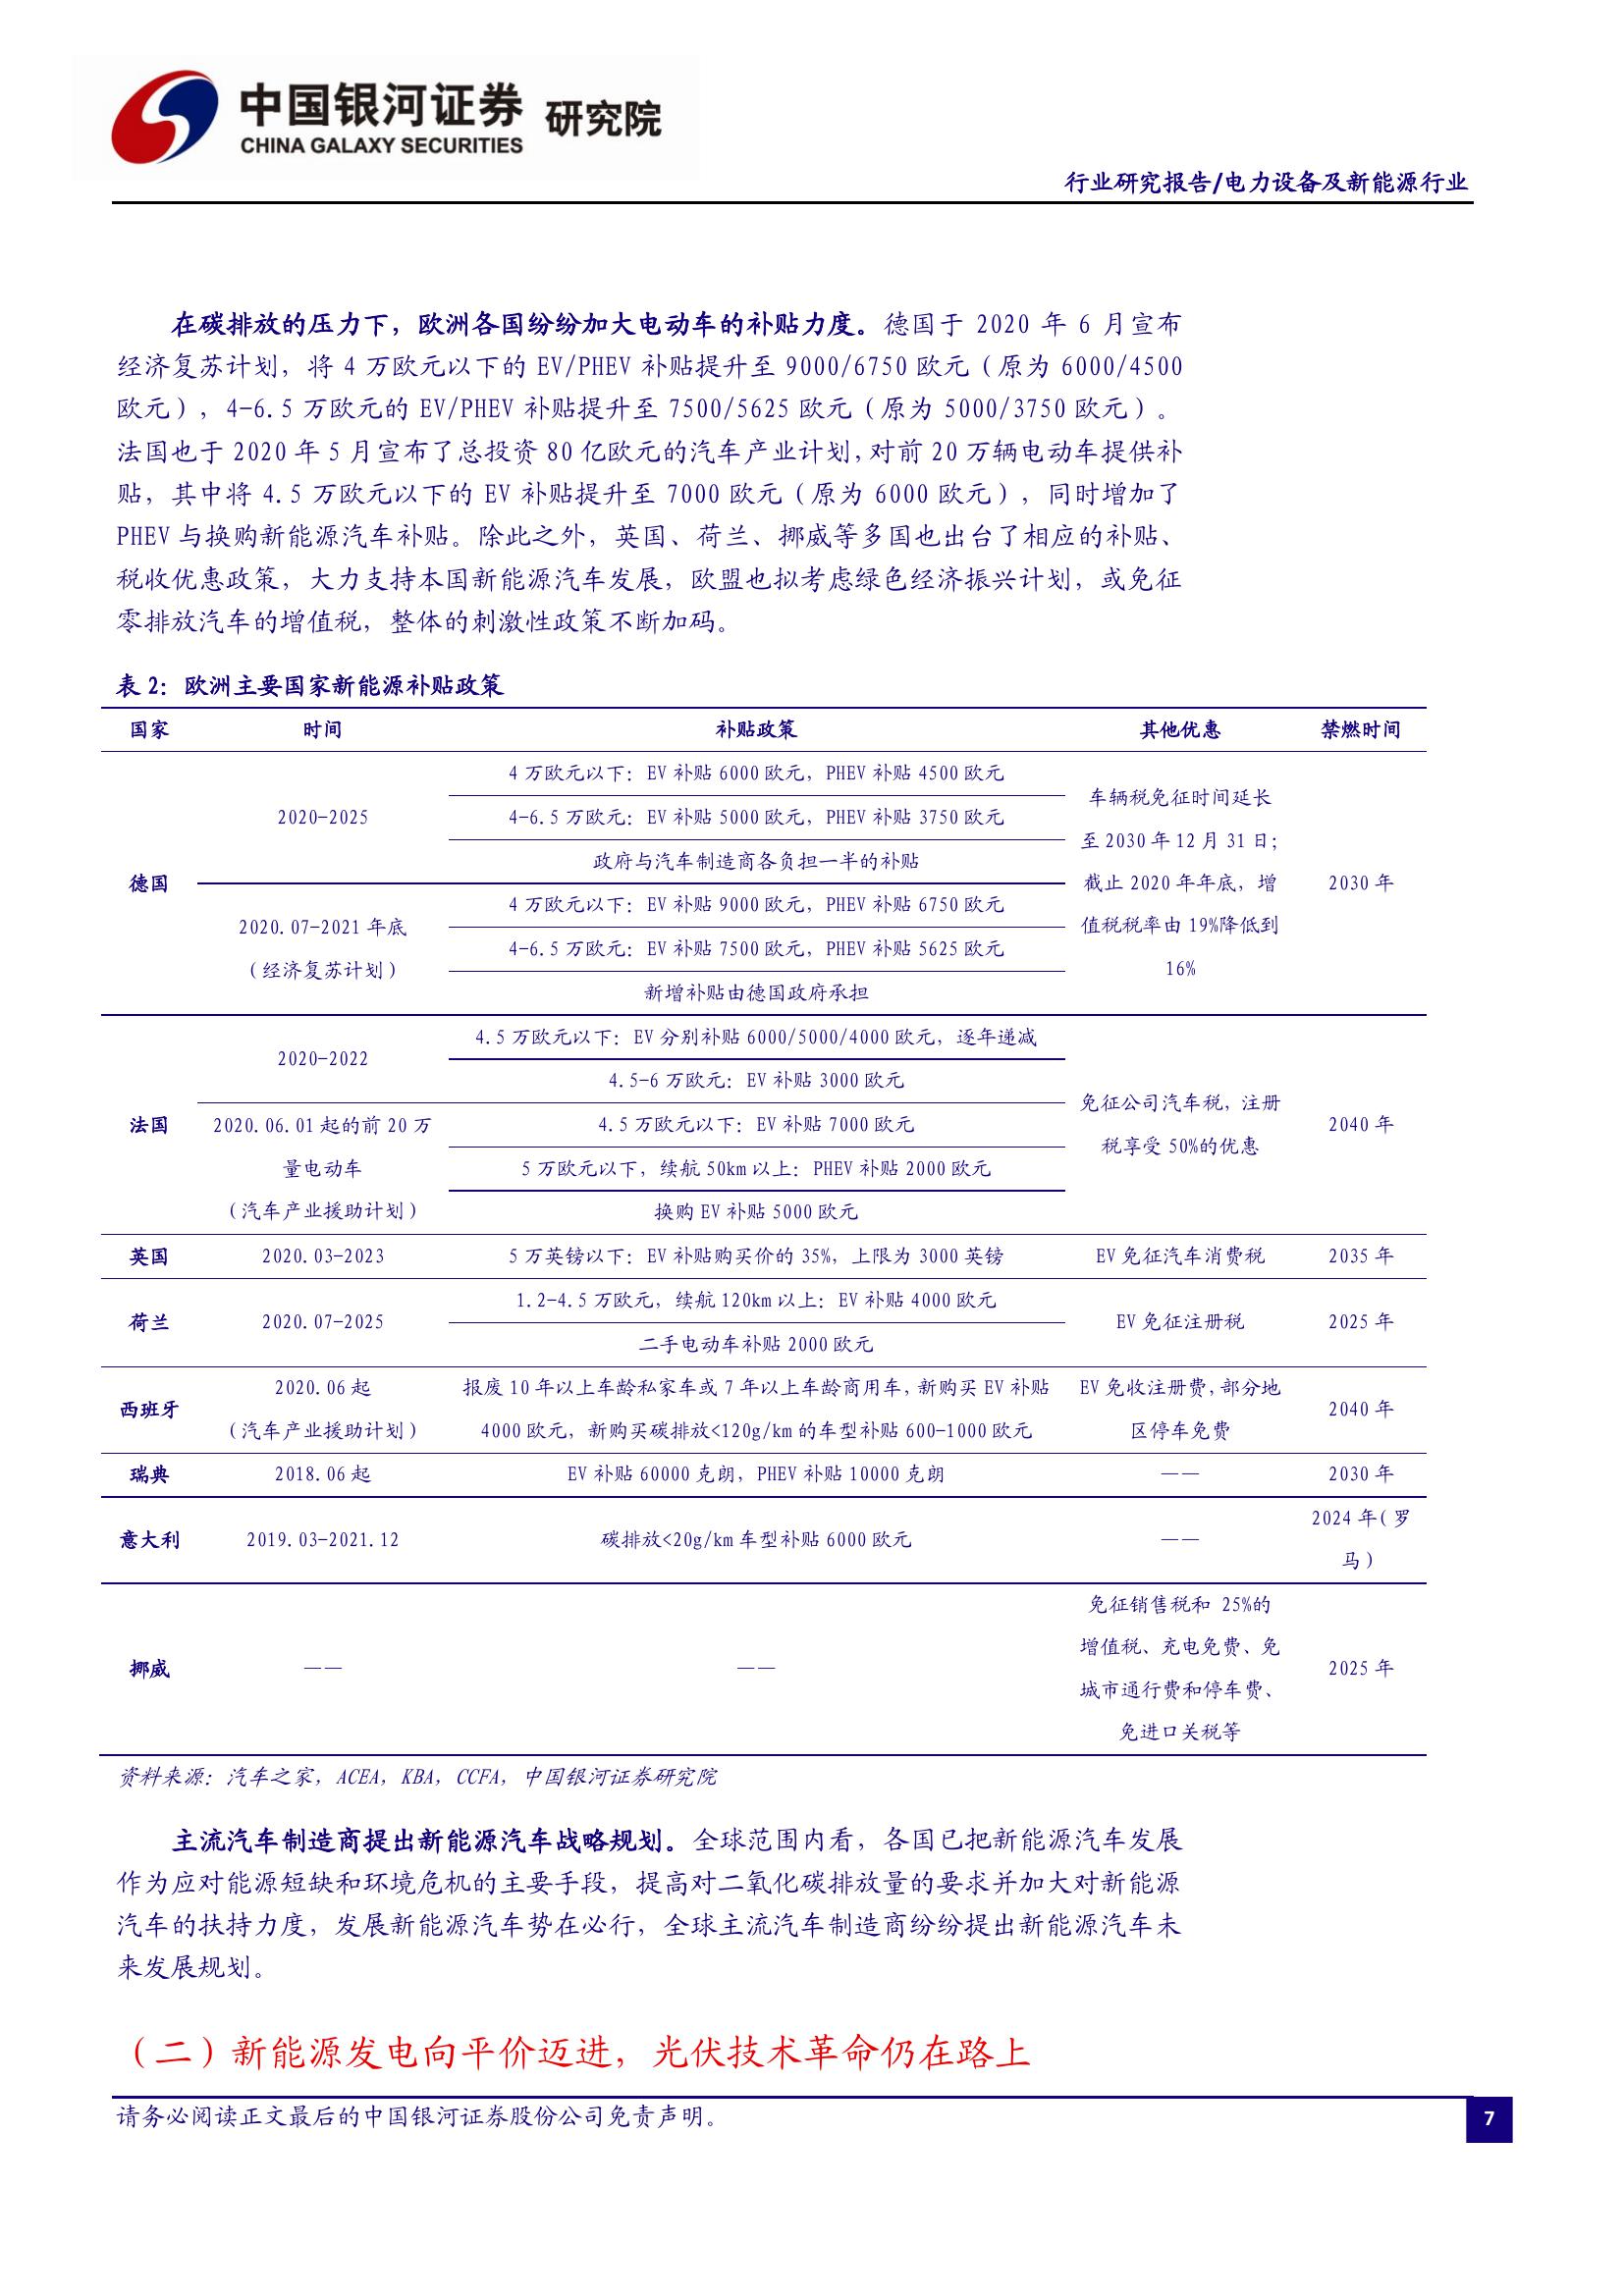 中国银河证券 研究院
CHINA GALAXY SECURITIES
行业研究报告/电力设备及新能源行业
在碳排放的压力下，欧洲各国纷纷加大电动车的补贴力度。德国于 2020 年 6 月宣布
经济复苏计划，将 4 万欧元以下的 EV/PHEV 补贴提升至 9000/6750 欧元（原为 6000/4500
欧元），4-6.5 万欧元的 EV/PHEV 补贴提升至 7500/5625 欧元（原为 5000/3750 欧元）。
法国也于 2020 年 5 月宣布了总投资 80 亿欧元的汽车产业计划,对前 20 万辆电动车提供补
贴，其中将 4.5 万欧元以下的 EV 补贴提升至 7000 欧元（原为 6000 欧元），同时增加了
PHEV 与换购新能源汽车补贴。除此之外，英国、荷兰、挪威等多国也出台了相应的补贴、
税收优惠政策，大力支持本国新能源汽车发展，欧盟也拟考虑绿色经济振兴计划，或免征
零排放汽车的增值税，整体的刺激性政策不断加码。
表 2：欧洲主要国家新能源补贴政策
国家 时间 补贴政策 其他优惠 禁燃时间
德国
2020-2025
4 万欧元以下：EV 补贴 6000 欧元，PHEV 补贴 4500 欧元
4-6.5 万欧元：EV 补贴 5000 欧元，PHEV 补贴 3750 欧元
政府与汽车制造商各负担一半的补贴
2020.07-2021 年底
（经济复苏计划）
4 万欧元以下：EV 补贴 9000 欧元，PHEV 补贴 6750 欧元
4-6.5 万欧元：EV 补贴 7500 欧元，PHEV 补贴 5625 欧元
新增补贴由德国政府承担
车辆税免征时间延长
至 2030 年 12 月 31 日；
截止 2020 年年底，增
值税税率由 19%降低到
16%
2030 年
法国
2020-2022
4.5 万欧元以下：EV 分别补贴 6000/5000/4000 欧元，逐年递减
4.5-6 万欧元：EV 补贴 3000 欧元
2020.06.01 起的前 20 万
量电动车
（汽车产业援助计划）
4.5 万欧元以下：EV 补贴 7000 欧元
5 万欧元以下，续航 50km 以上：PHEV 补贴 2000 欧元
换购 EV 补贴 5000 欧元
免征公司汽车税，注册
税享受 50%的优惠
2040 年
英国 2020.03-2023 5 万英镑以下：EV 补贴购买价的 35%，上限为 3000 英镑 EV 免征汽车消费税 2035 年
荷兰
2020.07-2025
1.2-4.5 万欧元，续航 120km 以上：EV 补贴 4000 欧元
二手电动车补贴 2000 欧元
EV 免征注册税
2025 年
西班牙
2020.06 起
（汽车产业援助计划）
报废 10 年以上车龄私家车或 7 年以上车龄商用车,新购买 EV 补贴
4000 欧元，新购买碳排放<120g/km 的车型补贴 600-1000 欧元
EV 免收注册费,部分地
区停车免费
2040 年
瑞典 2018.06 起 EV 补贴 60000 克朗，PHEV 补贴 10000 克朗 —— 2030 年
意大利 2019.03-2021.12 碳排放<20g/km 车型补贴 6000 欧元 ——
2024 年（罗
马）
挪威 —— ——
免征销售税和 25%的
增值税、充电免费、免
城市通行费和停车费、
免进口关税等
2025 年
资料来源：汽车之家，ACEA，KBA，CCFA，中国银河证券研究院
主流汽车制造商提出新能源汽车战略规划。全球范围内看，各国已把新能源汽车发展
作为应对能源短缺和环境危机的主要手段，提高对二氧化碳排放量的要求并加大对新能源
汽车的扶持力度，发展新能源汽车势在必行，全球主流汽车制造商纷纷提出新能源汽车未
来发展规划。
（二）新能源发电向平价迈进，光伏技术革命仍在路上
请务必阅读正文最后的中国银河证券股份公司免责声明。
7